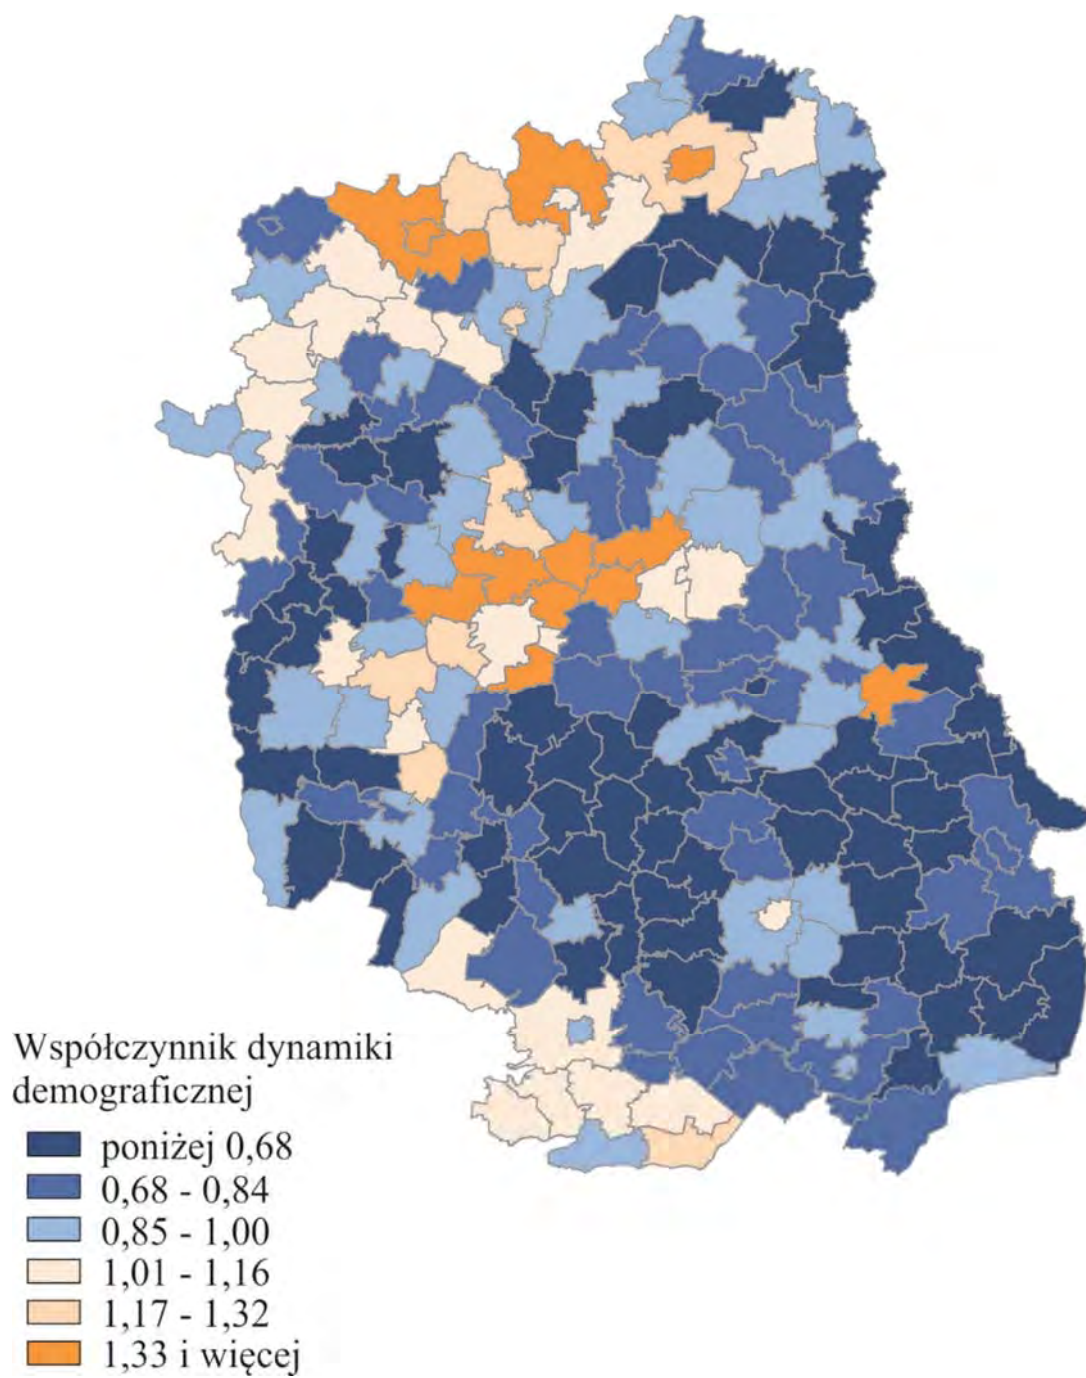 Współczynnik dynamiki
demograficznej
poniżej 0,68
0,68 - 0,84
0,85 - 1,00
1,01 - 1,16
1,17 - 1,32
1,33 i więcej